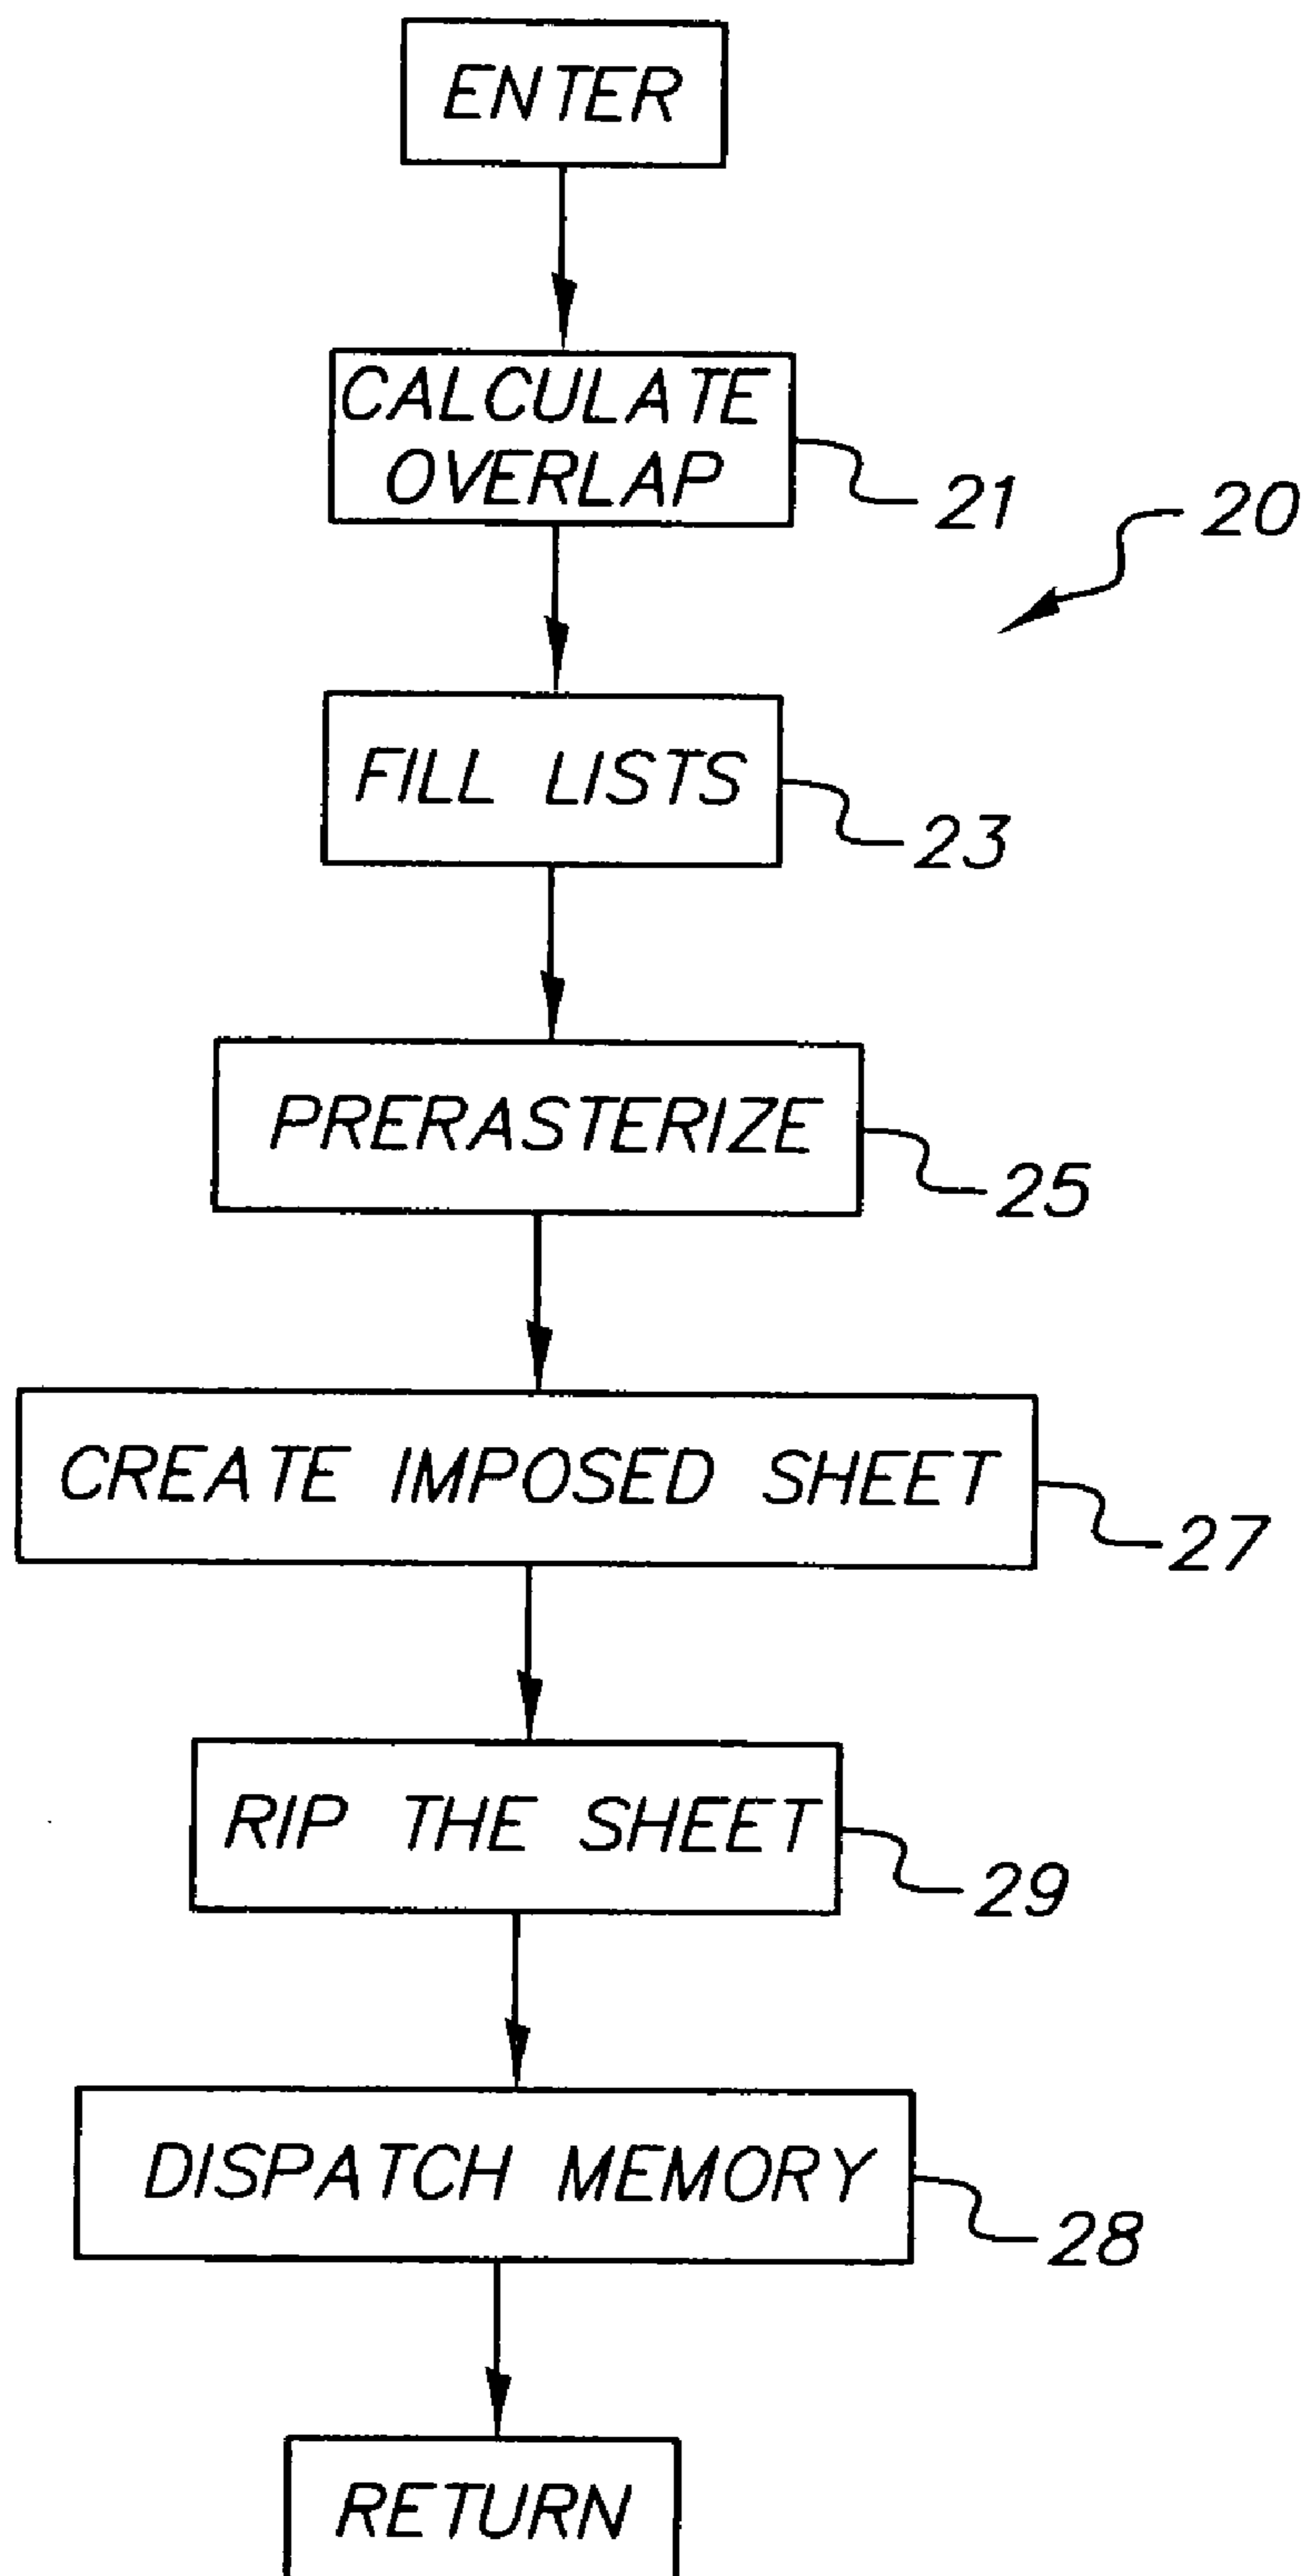 ENTER
CALCULATE
OVERLAP
21
20
FILL LISTS
23
PRERASTERIZE
25
CREATE IMPOSED SHEET
27
RIP THE SHEET
29
DISPATCH MEMORY
28
RETURN